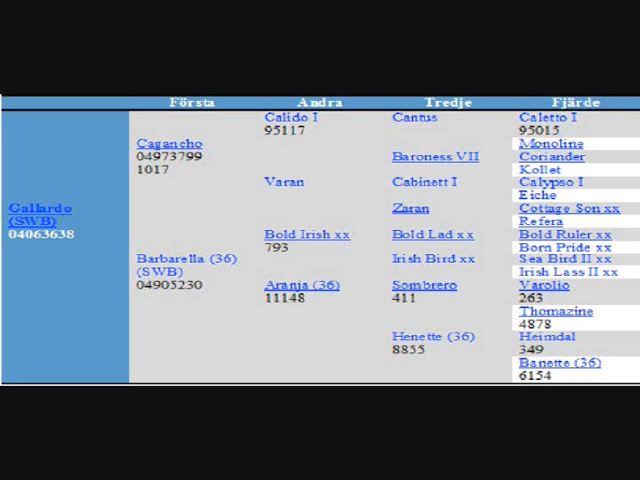 Första Andra Tredje Fjärde
Calido I Cantus Caletto I
95117 95015
Cagancho Monoline
04973799 Baroness VII Coriander
1017 Kollet
Varan Cabinett I Calypso I
Eiche
Gallardo Zaran Cottage Son xx
(SWB) Refera
04063638 Bold Irish xx Bold Lad xx Bold Ruler xx
793 Born Pride xx
Barbarella (36) Irish Bird xx Sea Bird II xx
(SWB) Irish Lass II xx
04905230 Aranja (36) Sombrero Varolio
11148 411 263
Thomazine
4878
Henette (36) Heimdal
8855 349
Banette (36)
6154